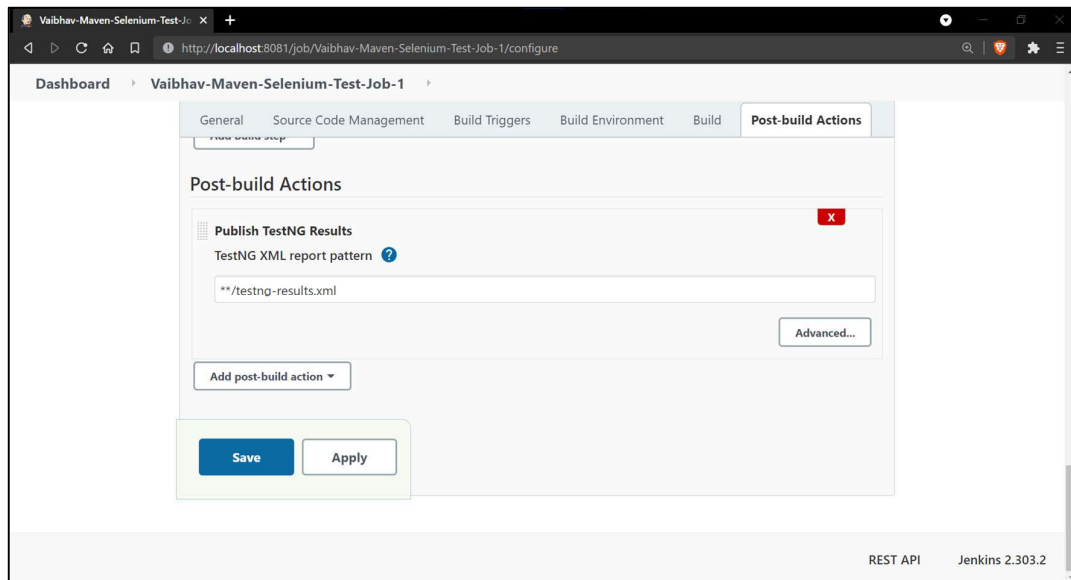 Vaibhav-Maven-Selenium-Test-Jo
http://localhost:8081/job/Vaibhav-Maven-Selenium-Test-Job-1/configure
Dashboard Vaibhav-Maven-Selenium-Test-Job-1
General Source Code Management Build Triggers Build Environment Build Post-build Actions
Add build step
Post-build Actions
X
Publish TestNG Results
TestNG XML report pattern ?
**/testng-results.xml
Advanced...
Add post-build action
Save Apply
REST API Jenkins 2.303.2